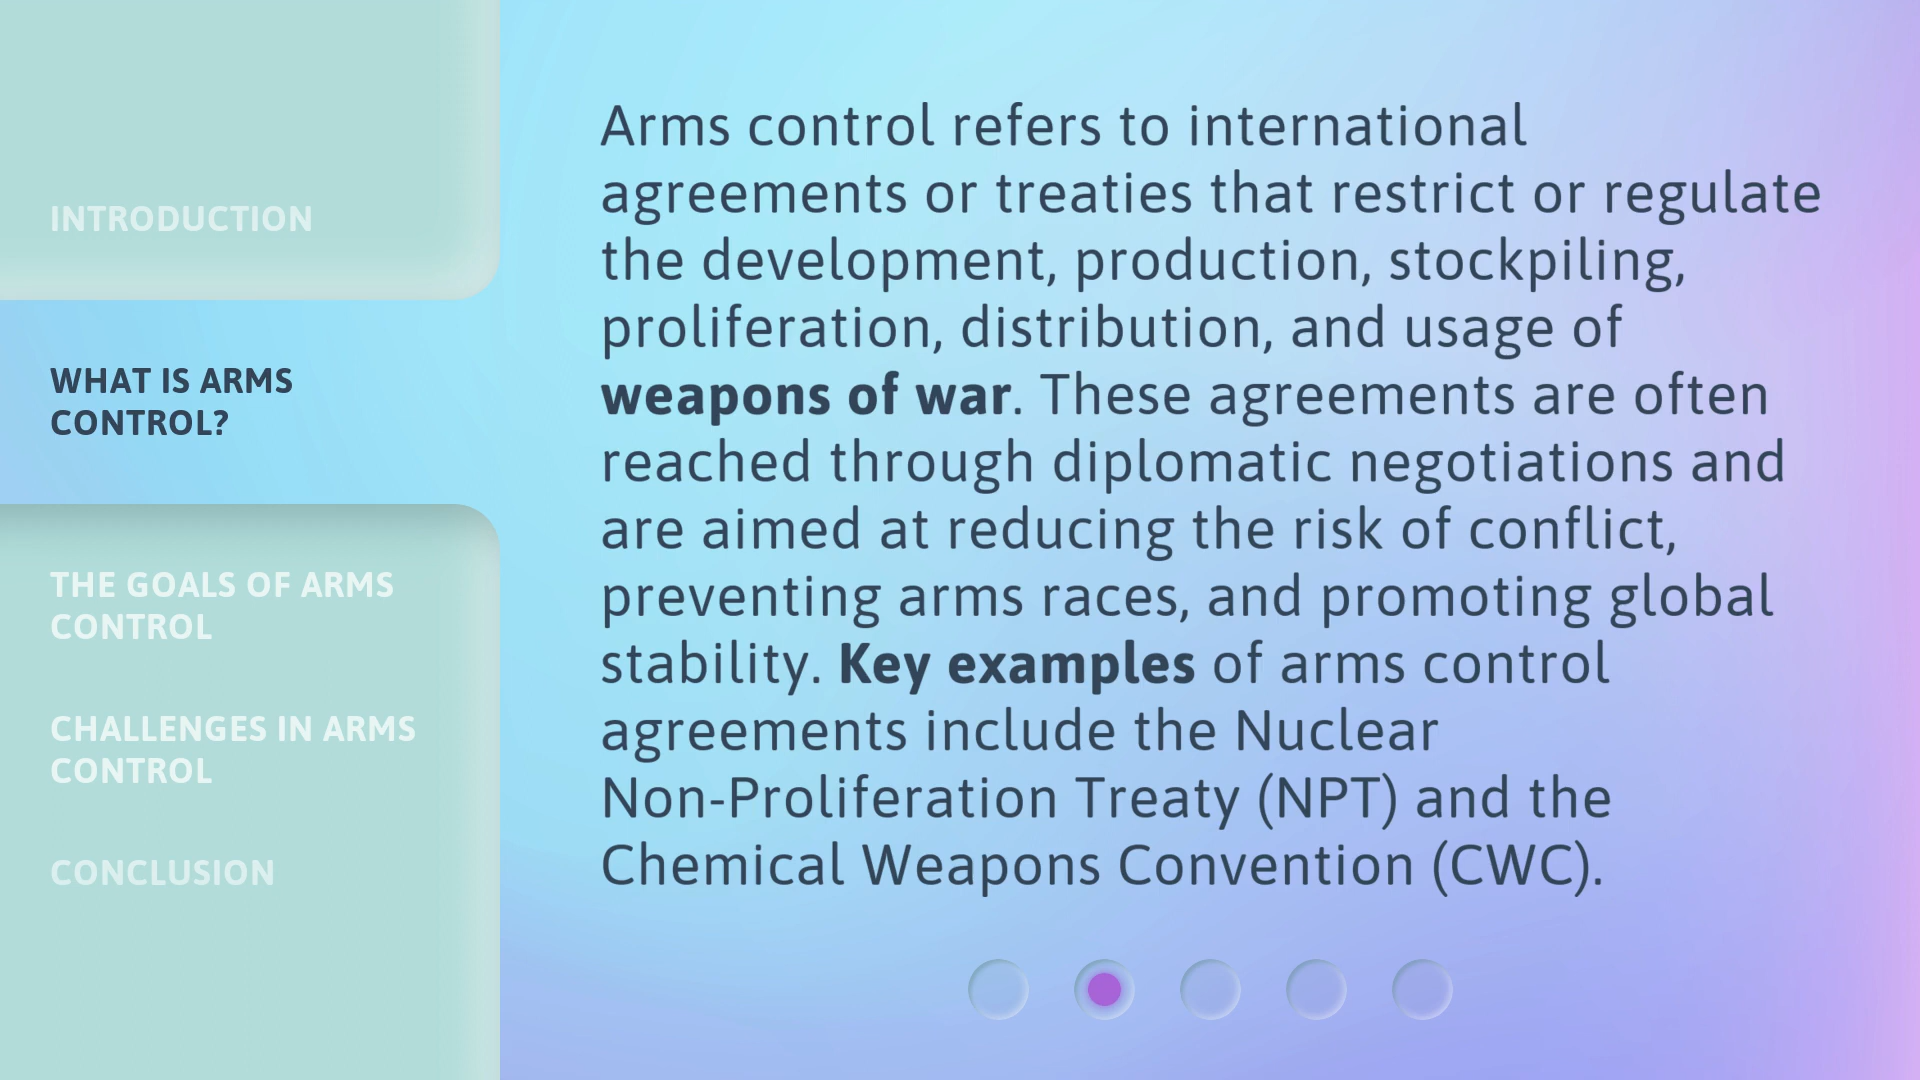 INTRODUCTION
WHAT IS ARMS
CONTROL?
THE GOALS OF ARMS
CONTROL
CHALLENGES IN ARMS
CONTROL
CONCLUSION
Arms control refers to international
agreements or treaties that restrict or regulate
the development, production, stockpiling,
proliferation, distribution, and usage of
weapons of war. These agreements are often
reached through diplomatic negotiations and
are aimed at reducing the risk of conflict,
preventing arms races, and promoting global
stability. Key examples of arms control
agreements include the Nuclear
Non-Proliferation Treaty (NPT) and the
Chemical Weapons Convention (CWC).